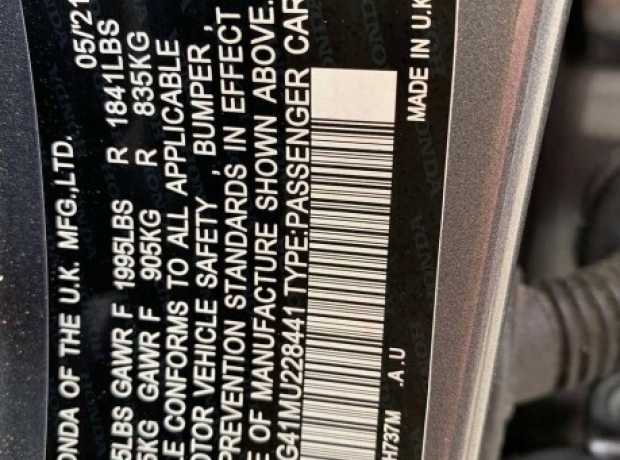 ONDA OF THE U.K. MFG.,LTD. 05/'21
5LBS GAWR F 1995LBS R 1841LBS
5KG GAWR F 905KG R 835KG
LE CONFORMS TO ALL APPLICABLE
OTOR VEHICLE SAFETY, BUMPER,
PREVENTION STANDARDS IN EFFECT
E OF MANUFACTURE SHOWN ABOVE.
G41MU228441 TYPE:PASSENGER CAR
H737M .A.U MADE IN U.K